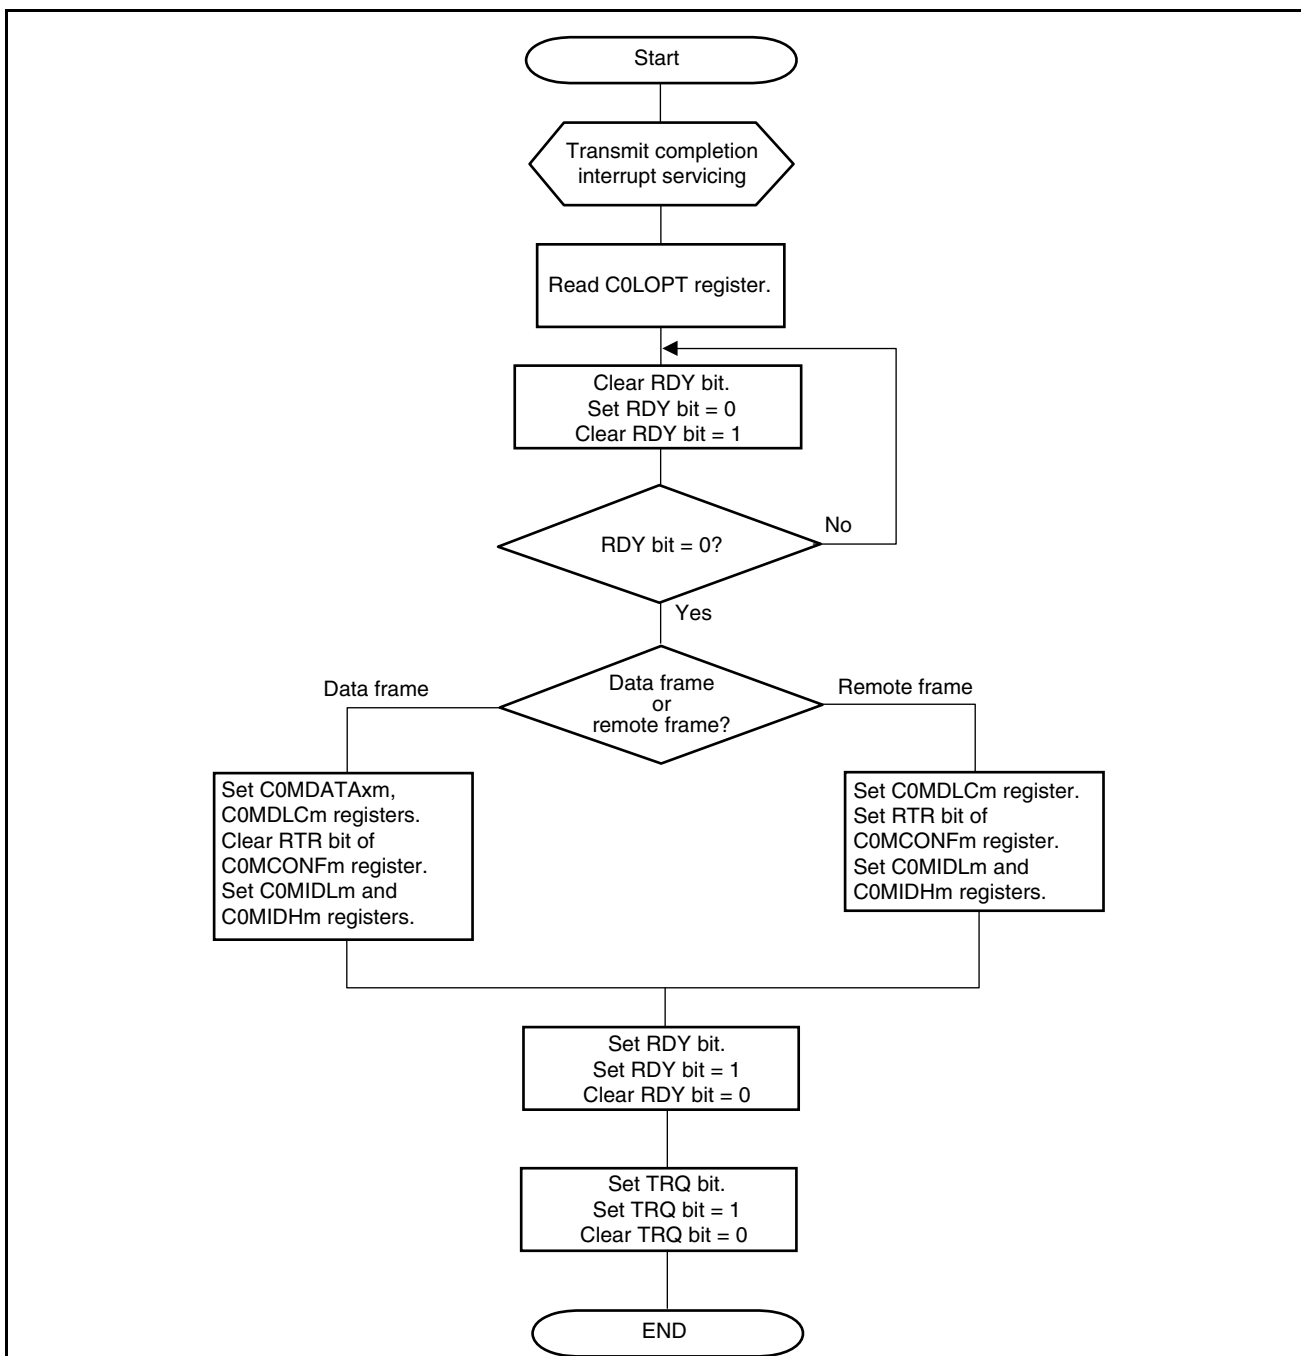 Start
Transmit completion
interrupt servicing
Read C0LOPT register.
Clear RDY bit.
Set RDY bit = 0
Clear RDY bit = 1
RDY bit = 0?
No
Yes
Data frame
or
remote frame?
Data frame
Remote frame
Set C0MDATAxm,
C0MDLCm registers.
Clear RTR bit of
C0MCONFm register.
Set C0MIDLm and
C0MIDHm registers.
Set C0MDLCm register.
Set RTR bit of
C0MCONFm register.
Set C0MIDLm and
C0MIDHm registers.
Set RDY bit.
Set RDY bit = 1
Clear RDY bit = 0
Set TRQ bit.
Set TRQ bit = 1
Clear TRQ bit = 0
END